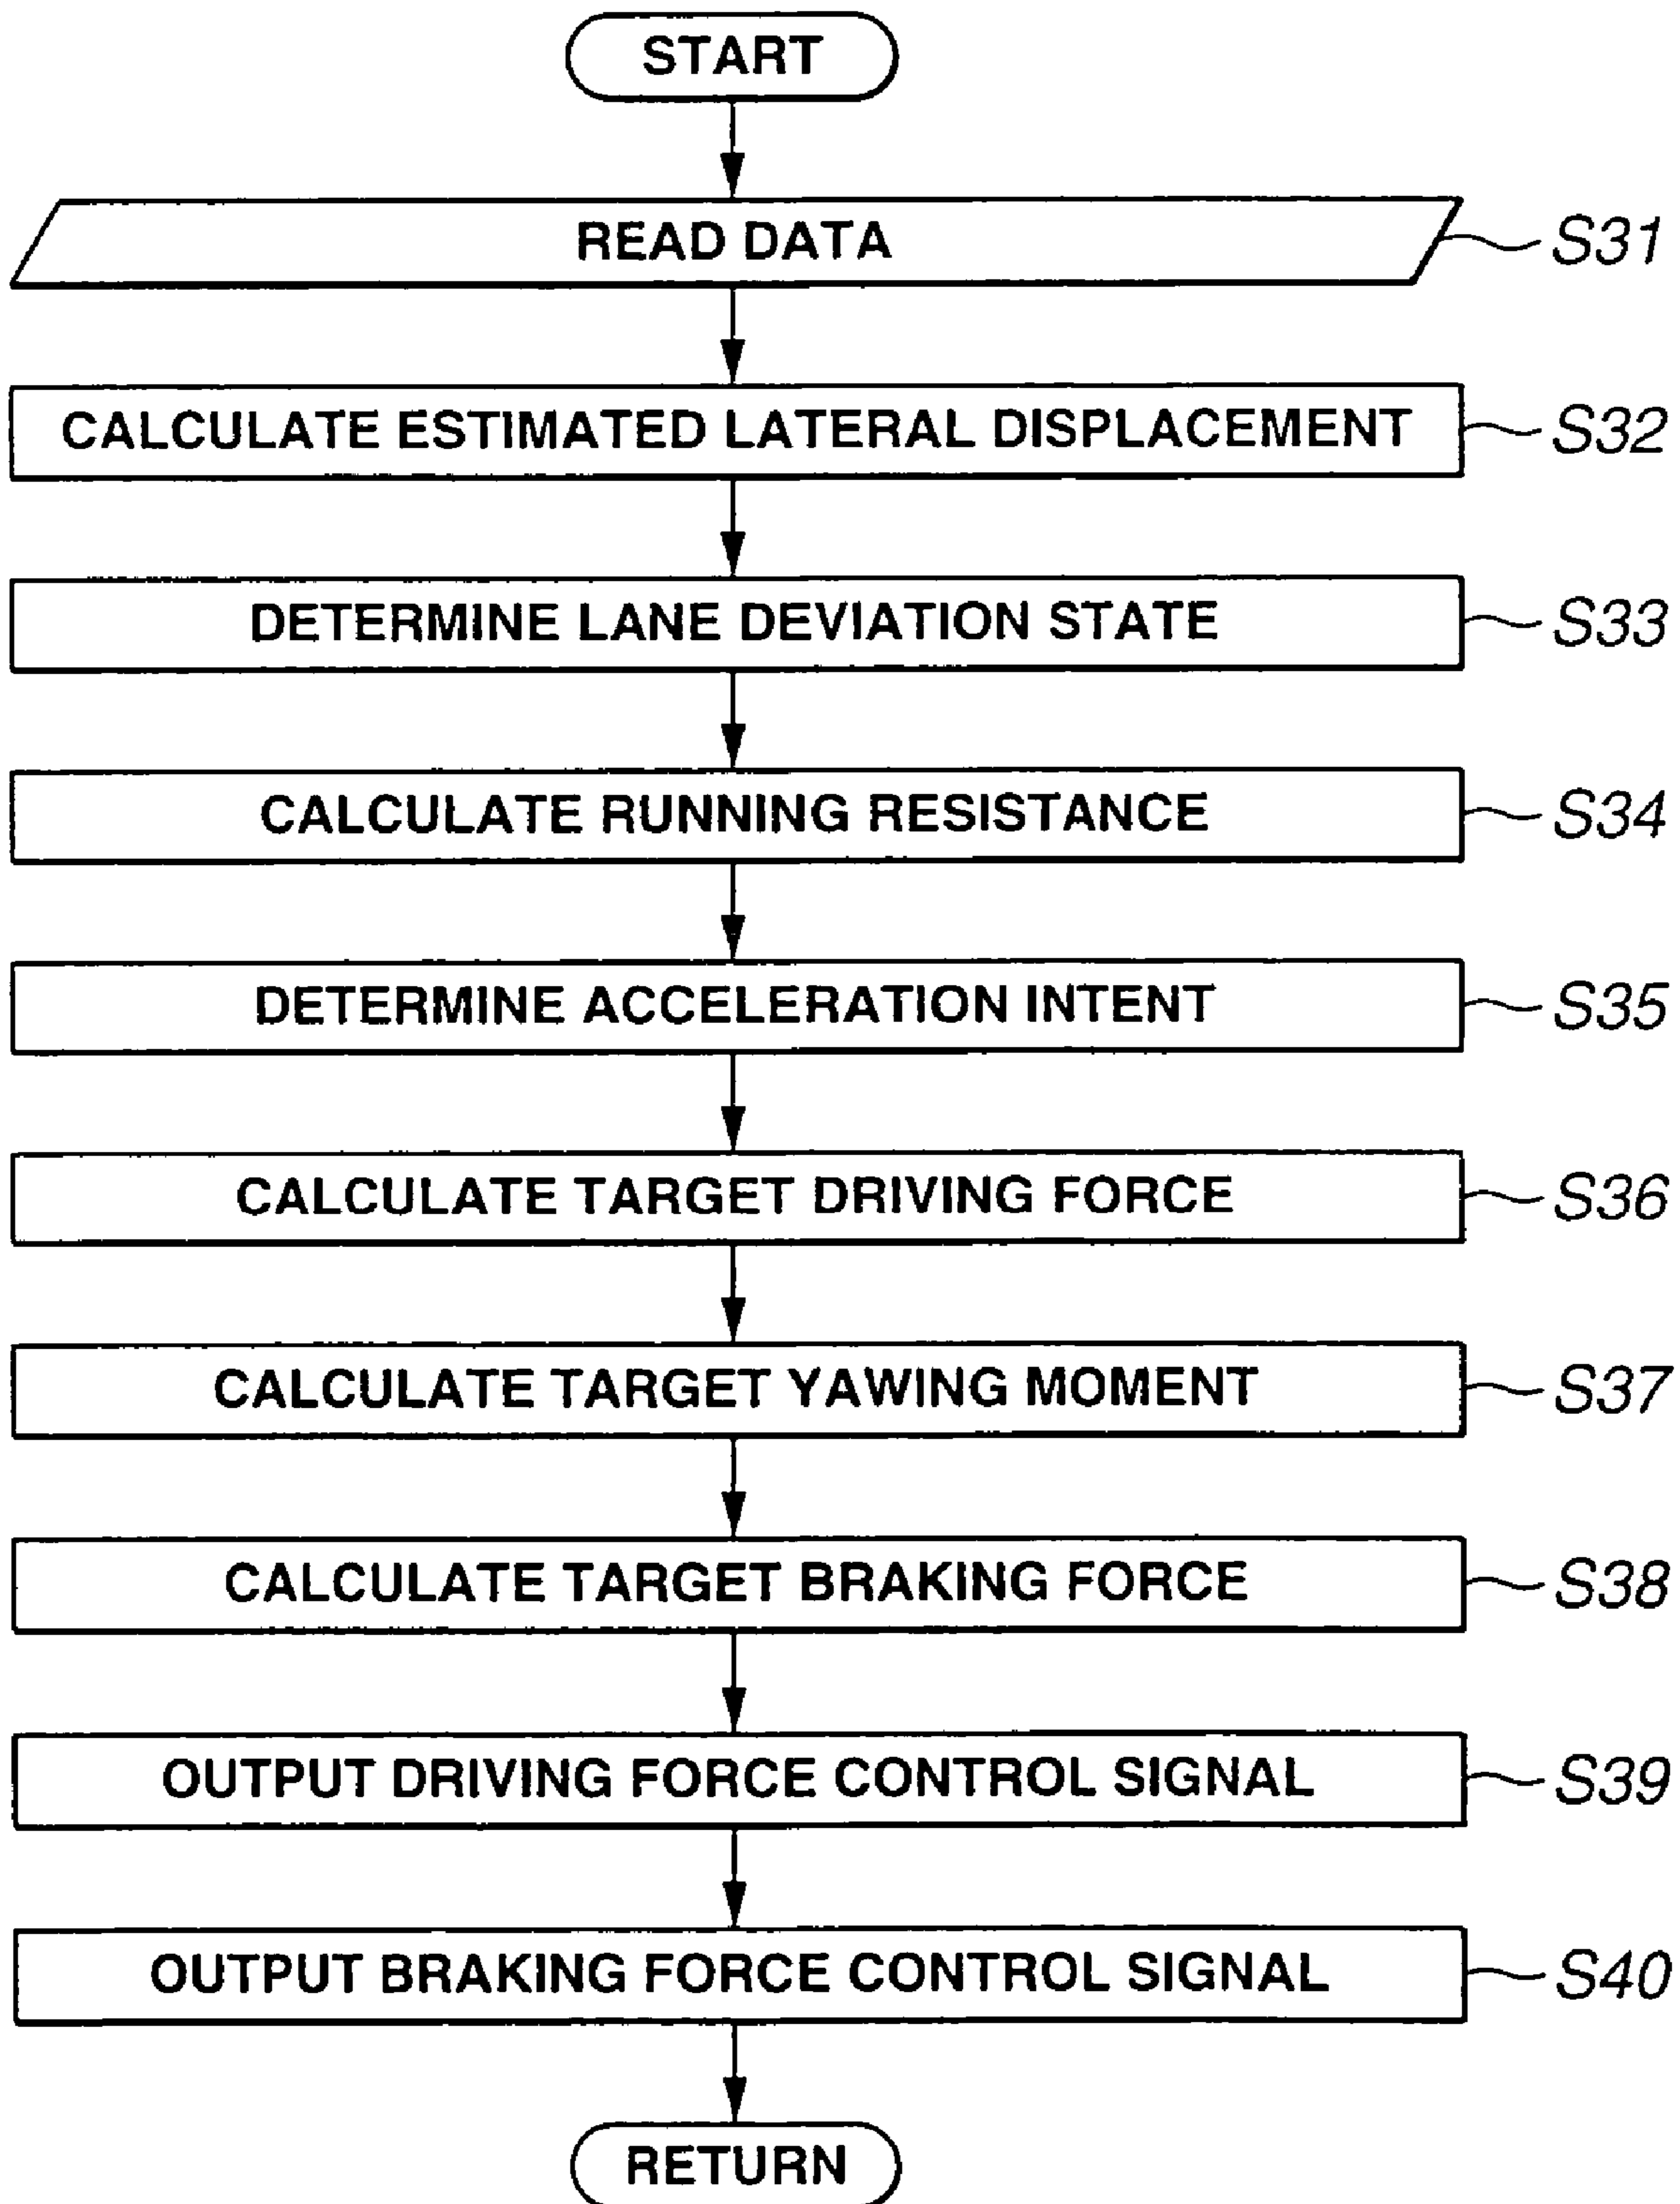 START
READ DATA S31
CALCULATE ESTIMATED LATERAL DISPLACEMENT S32
DETERMINE LANE DEVIATION STATE S33
CALCULATE RUNNING RESISTANCE S34
DETERMINE ACCELERATION INTENT S35
CALCULATE TARGET DRIVING FORCE S36
CALCULATE TARGET YAWING MOMENT S37
CALCULATE TARGET BRAKING FORCE S38
OUTPUT DRIVING FORCE CONTROL SIGNAL S39
OUTPUT BRAKING FORCE CONTROL SIGNAL S40
RETURN